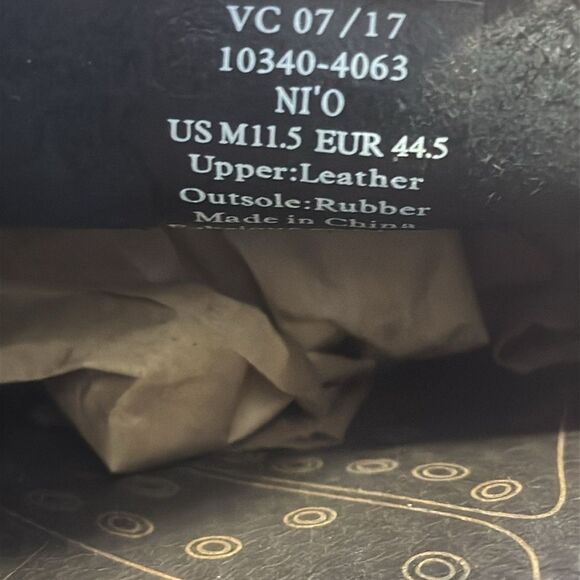 VC 07/17
10340-4063
NI'O
US M11.5 EUR 44.5
Upper:Leather
Outsole:Rubber
Made in China